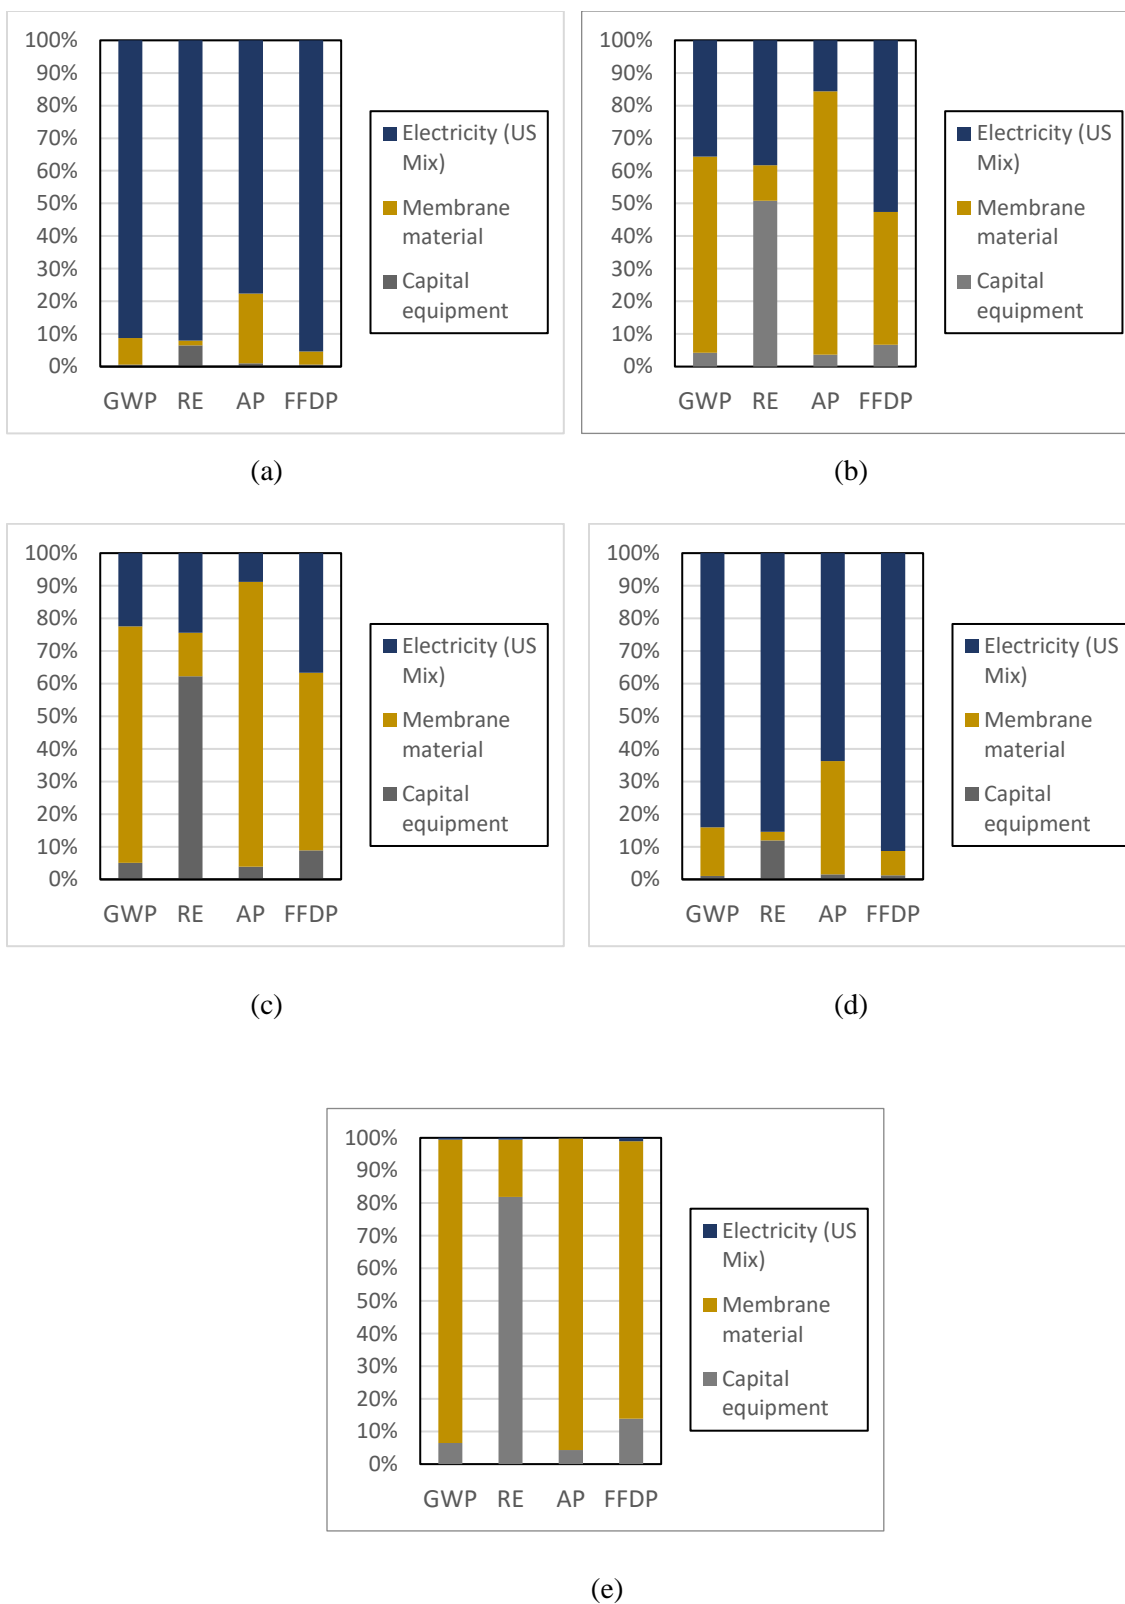 100%
90%
80%
70%
60%
50%
40%
30%
20%
10%
0%
GWP RE AP FFDP
Electricity (US
Mix)
Membrane
material
Capital
equipment
(a)
100%
90%
80%
70%
60%
50%
40%
30%
20%
10%
0%
GWP RE AP FFDP
Electricity (US
Mix)
Membrane
material
Capital
equipment
(b)
100%
90%
80%
70%
60%
50%
40%
30%
20%
10%
0%
GWP RE AP FFDP
Electricity (US
Mix)
Membrane
material
Capital
equipment
(c)
100%
90%
80%
70%
60%
50%
40%
30%
20%
10%
0%
GWP RE AP FFDP
Electricity (US
Mix)
Membrane
material
Capital
equipment
(d)
100%
90%
80%
70%
60%
50%
40%
30%
20%
10%
0%
GWP RE AP FFDP
Electricity (US
Mix)
Membrane
material
Capital
equipment
(e)